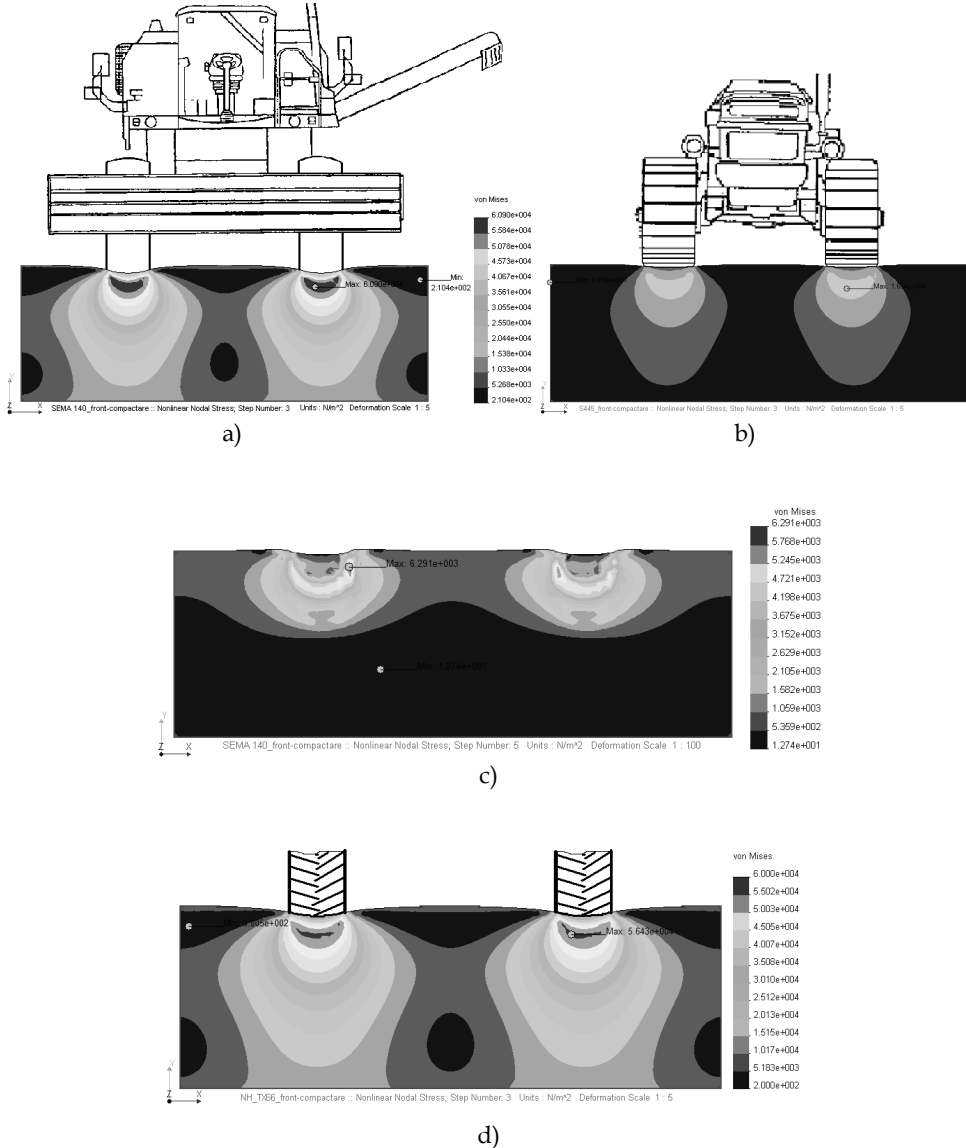 von Mises
6.090e+004
5.584e+004
5.078e+004
4.573e+004
4.067e+004
3.561e+004
3.055e+004
2.550e+004
2.044e+004
1.538e+004
1.033e+004
5.268e+003
2.104e+002
Max: 6.090e+004
Min:
2.104e+002
Y
Z X
SEMA 140_front-compactare :: Nonlinear Nodal Stress; Step Number: 3 Units : N/m^2 Deformation Scale 1 : 5
a)
Y
Z X
S445_front-compactare :: Nonlinear Nodal Stress; Step Number: 3 Units : N/m^2 Deformation Scale 1 : 5
b)
von Mises
6.291e+003
5.768e+003
5.245e+003
4.721e+003
4.198e+003
3.675e+003
3.152e+003
2.629e+003
2.105e+003
1.582e+003
1.059e+003
5.359e+002
1.274e+001
Max: 6.291e+003
Min: 1.274e+001
Y
Z X
SEMA 140_front-compactare :: Nonlinear Nodal Stress; Step Number: 5 Units : N/m^2 Deformation Scale 1 : 100
c)
von Mises
6.000e+004
5.502e+004
5.003e+004
4.505e+004
4.007e+004
3.508e+004
3.010e+004
2.512e+004
2.013e+004
1.515e+004
1.017e+004
5.183e+003
2.000e+002
Max: 5.643e+004
Y
Z X
NH_TX66_front-compactare :: Nonlinear Nodal Stress; Step Number: 3 Units : N/m^2 Deformation Scale 1 : 5
d)